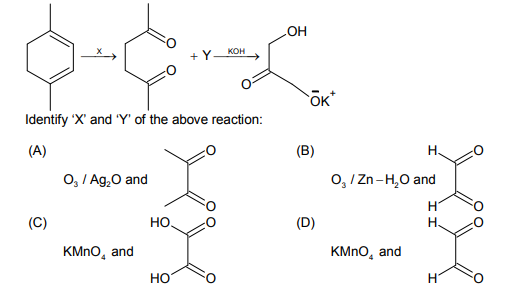 X
O
O
+ Y
KOH
OH
O
ŌK⁺
Identify ‘X’ and ‘Y’ of the above reaction:
(A)
O₃ / Ag₂O and
O
O
(B)
O₃ / Zn–H₂O and
H
O
H
O
(C)
KMnO₄ and
HO
O
HO
O
(D)
KMnO₄ and
H
O
H
O